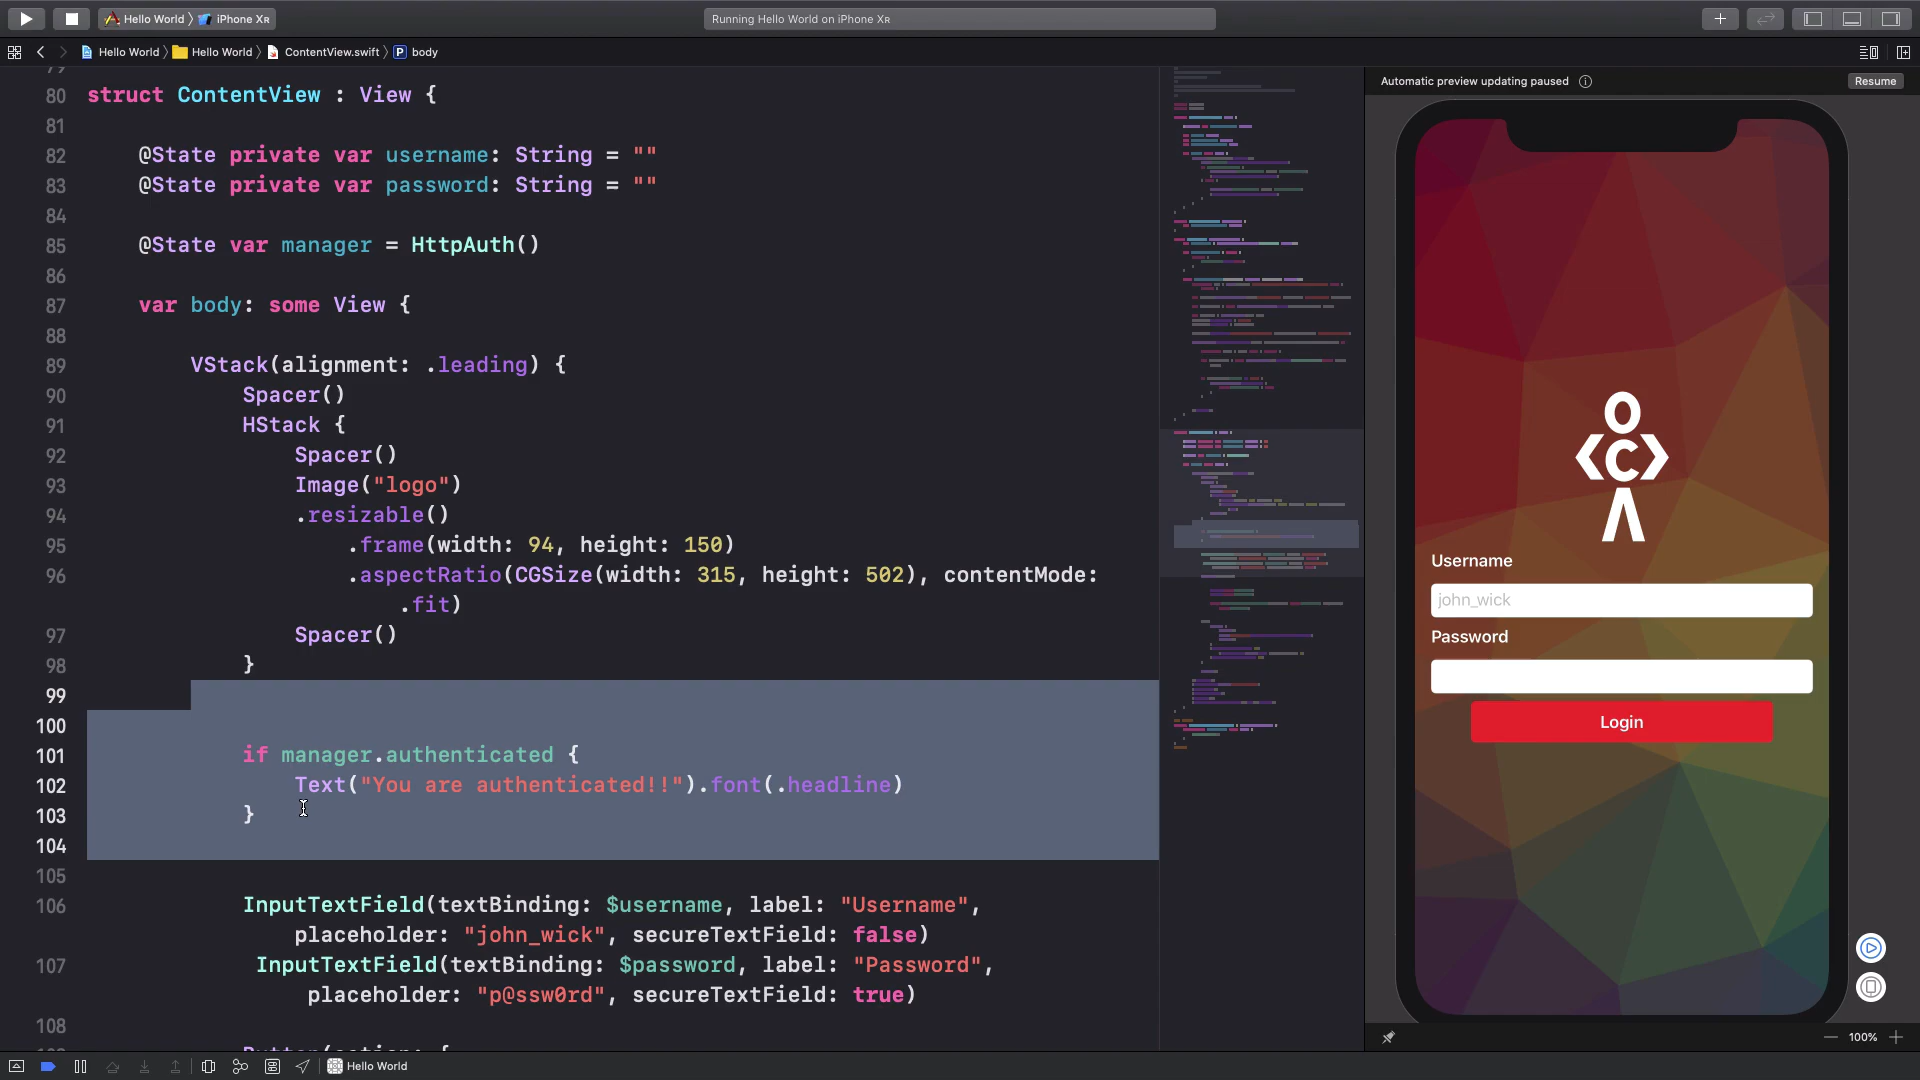 Hello World
iPhone Xʀ
Running Hello World on iPhone Xʀ
Hello World
Hello World
ContentView.swift
P
body
Automatic preview updating paused
Resume
80 struct ContentView : View {
81
82 @State private var username: String = ""
83 @State private var password: String = ""
84
85 @State var manager = HttpAuth()
86
87 var body: some View {
88
89 VStack(alignment: .leading) {
90 Spacer()
91 HStack {
92 Spacer()
93 Image("logo")
94 .resizable()
95 .frame(width: 94, height: 150)
96 .aspectRatio(CGSize(width: 315, height: 502), contentMode:
.fit)
97 Spacer()
98 }
99
100
101 if manager.authenticated {
102 Text("You are authenticated!!").font(.headline)
103 }
104
105
106 InputTextField(textBinding: $username, label: "Username",
placeholder: "john_wick", secureTextField: false)
107 InputTextField(textBinding: $password, label: "Password",
placeholder: "p@ssw0rd", secureTextField: true)
108
Username
john_wick
Password
Login
100%
Hello World